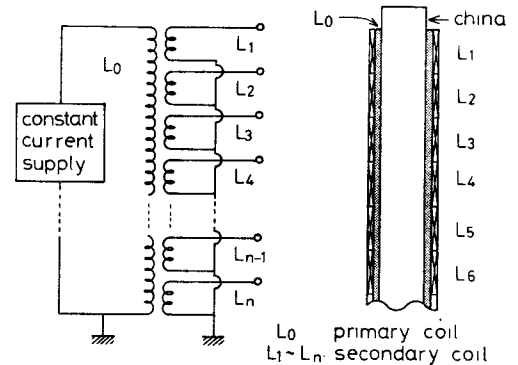 L0
L1
L2
L3
L4
constant
current
supply
Ln-1
Ln
L0
china
L1
L2
L3
L4
L5
L6
L0 primary coil
L1~Ln. secondary coil